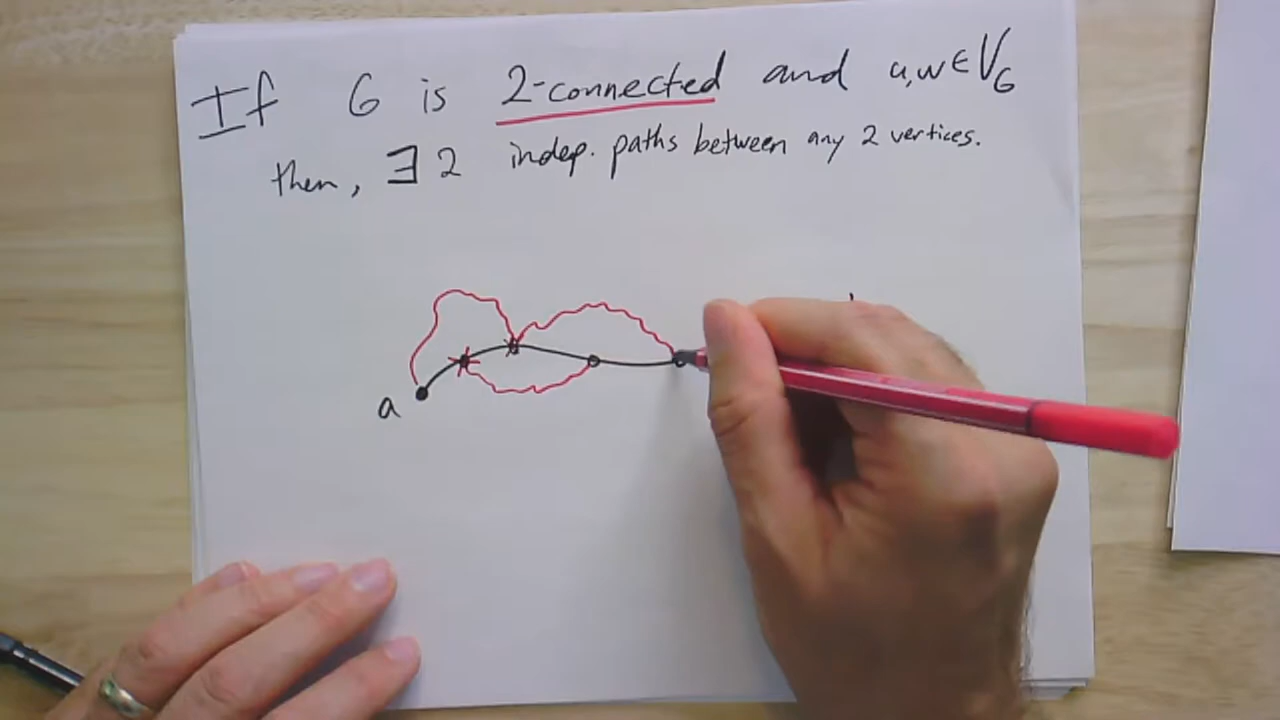 If G is 2-connected and u,w∈V_G
then, ∃ 2 indep. paths between any 2 vertices.
a